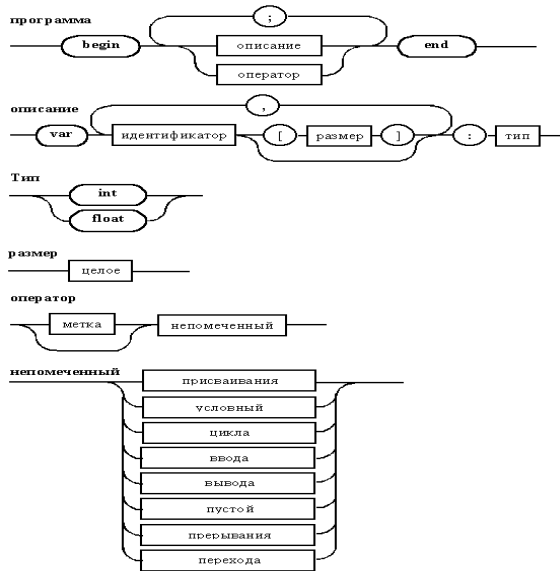 программа
;
begin описание end
оператор
описание
,
var идентификатор [ размер ] : тип
Тип
int
float
размер
целое
оператор
метка непомеченный
непомеченный
присваивания
условный
цикла
ввода
вывода
пустой
прерывания
перехода